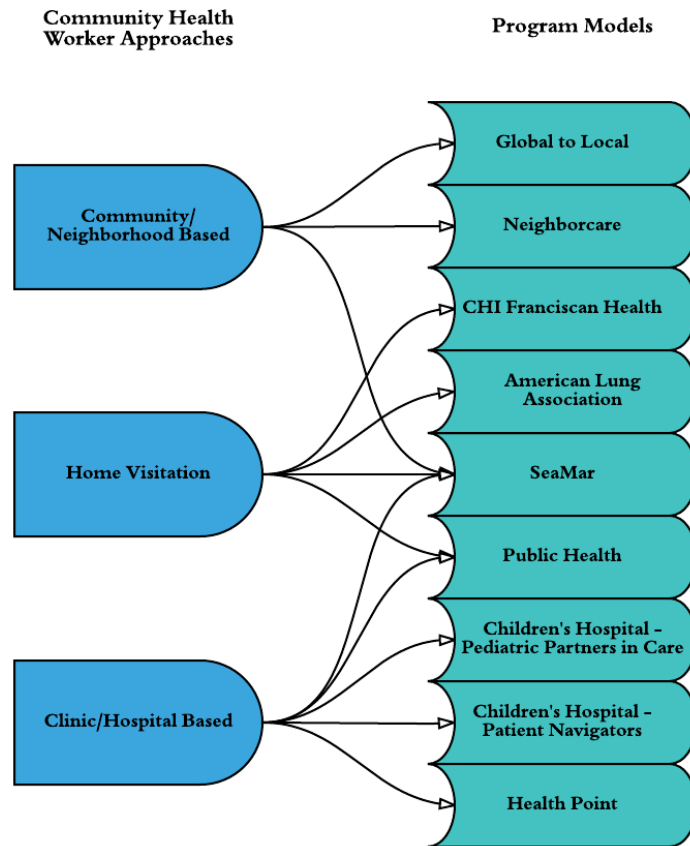 Community Health
Worker Approaches
Program Models
Community/
Neighborhood Based
Home Visitation
Clinic/Hospital Based
Global to Local
Neighborcare
CHI Franciscan Health
American Lung
Association
SeaMar
Public Health
Children's Hospital -
Pediatric Partners in Care
Children's Hospital -
Patient Navigators
Health Point